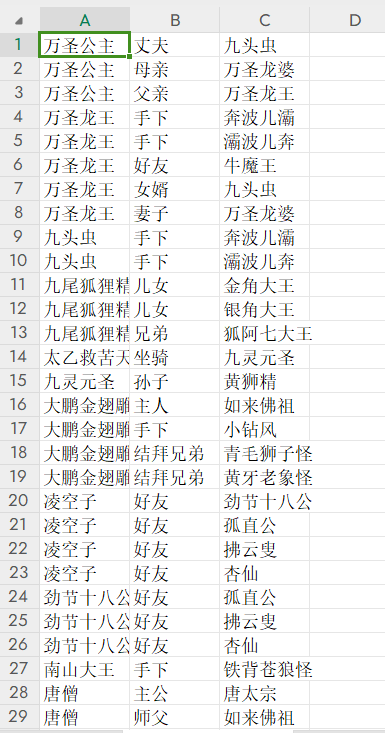 A B C D
1 万圣公主 丈夫 九头虫
2 万圣公主 母亲 万圣龙婆
3 万圣公主 父亲 万圣龙王
4 万圣龙王 手下 奔波儿灞
5 万圣龙王 手下 灞波儿奔
6 万圣龙王 好友 牛魔王
7 万圣龙王 女婿 九头虫
8 万圣龙王 妻子 万圣龙婆
9 九头虫 手下 奔波儿灞
10 九头虫 手下 灞波儿奔
11 九尾狐狸精 儿女 金角大王
12 九尾狐狸精 儿女 银角大王
13 九尾狐狸精 兄弟 狐阿七大王
14 太乙救苦天 坐骑 九灵元圣
15 九灵元圣 孙子 黄狮精
16 大鹏金翅雕 主人 如来佛祖
17 大鹏金翅雕 手下 小钻风
18 大鹏金翅雕 结拜兄弟 青毛狮子怪
19 大鹏金翅雕 结拜兄弟 黄牙老象怪
20 凌空子 好友 劲节十八公
21 凌空子 好友 孤直公
22 凌空子 好友 拂云叟
23 凌空子 好友 杏仙
24 劲节十八公 好友 孤直公
25 劲节十八公 好友 拂云叟
26 劲节十八公 好友 杏仙
27 南山大王 手下 铁背苍狼怪
28 唐僧 主公 唐太宗
29 唐僧 师父 如来佛祖